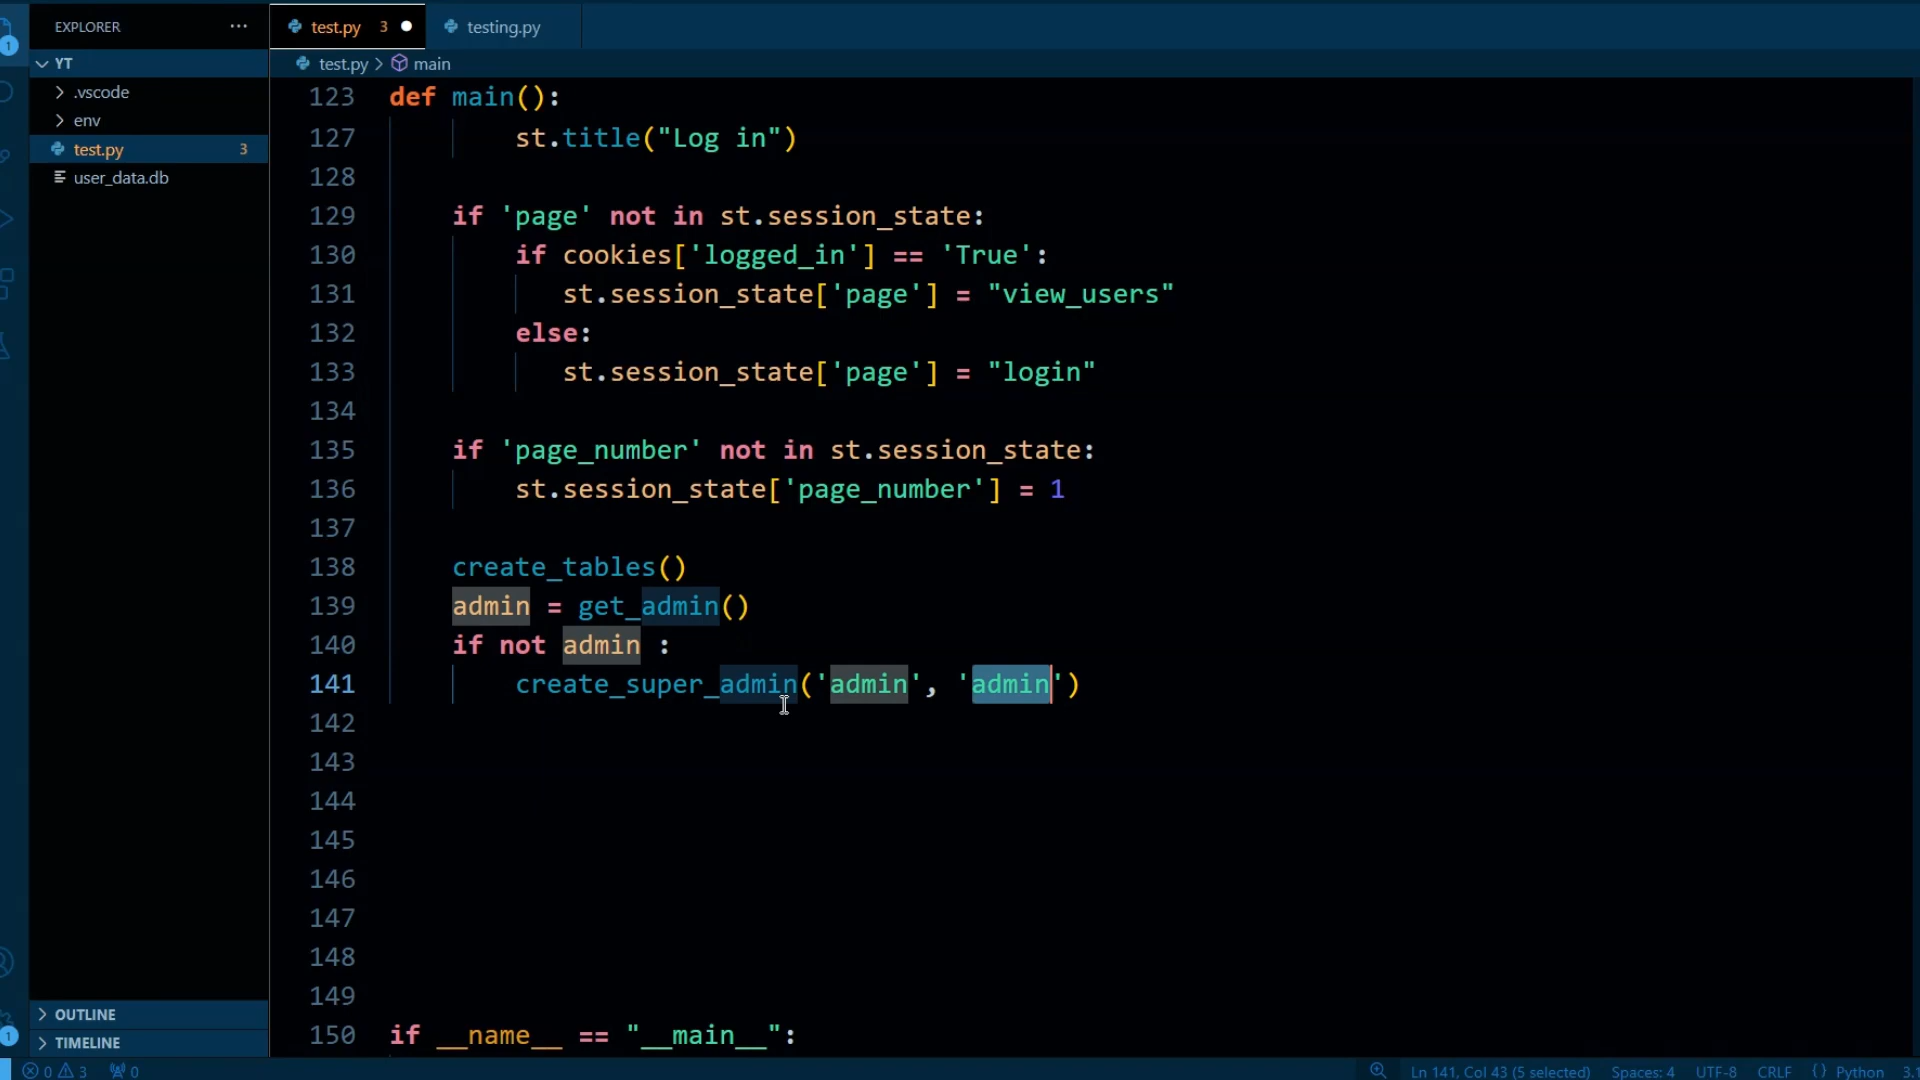 EXPLORER ···
test.py 3
testing.py
1
YT
test.py > main
.vscode
env
test.py 3
user_data.db
123 def main():
127 st.title("Log in")
128
129 if 'page' not in st.session_state:
130 if cookies['logged_in'] == 'True':
131 st.session_state['page'] = "view_users"
132 else:
133 st.session_state['page'] = "login"
134
135 if 'page_number' not in st.session_state:
136 st.session_state['page_number'] = 1
137
138 create_tables()
139 admin = get_admin()
140 if not admin :
141 create_super_admin('admin', 'admin')
142
143
144
145
146
147
148
149
150 if __name__ == "__main__":
OUTLINE
1
TIMELINE
0 3 0
Ln 141, Col 43 (5 selected) Spaces: 4 UTF-8 CRLF {} Python